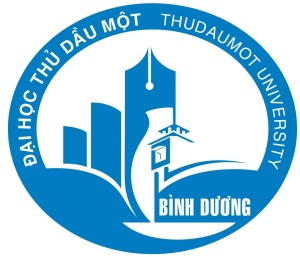 ĐẠI HỌC THỦ DẦU MỘT
THUDAUMOT UNIVERSITY
BÌNH DƯƠNG